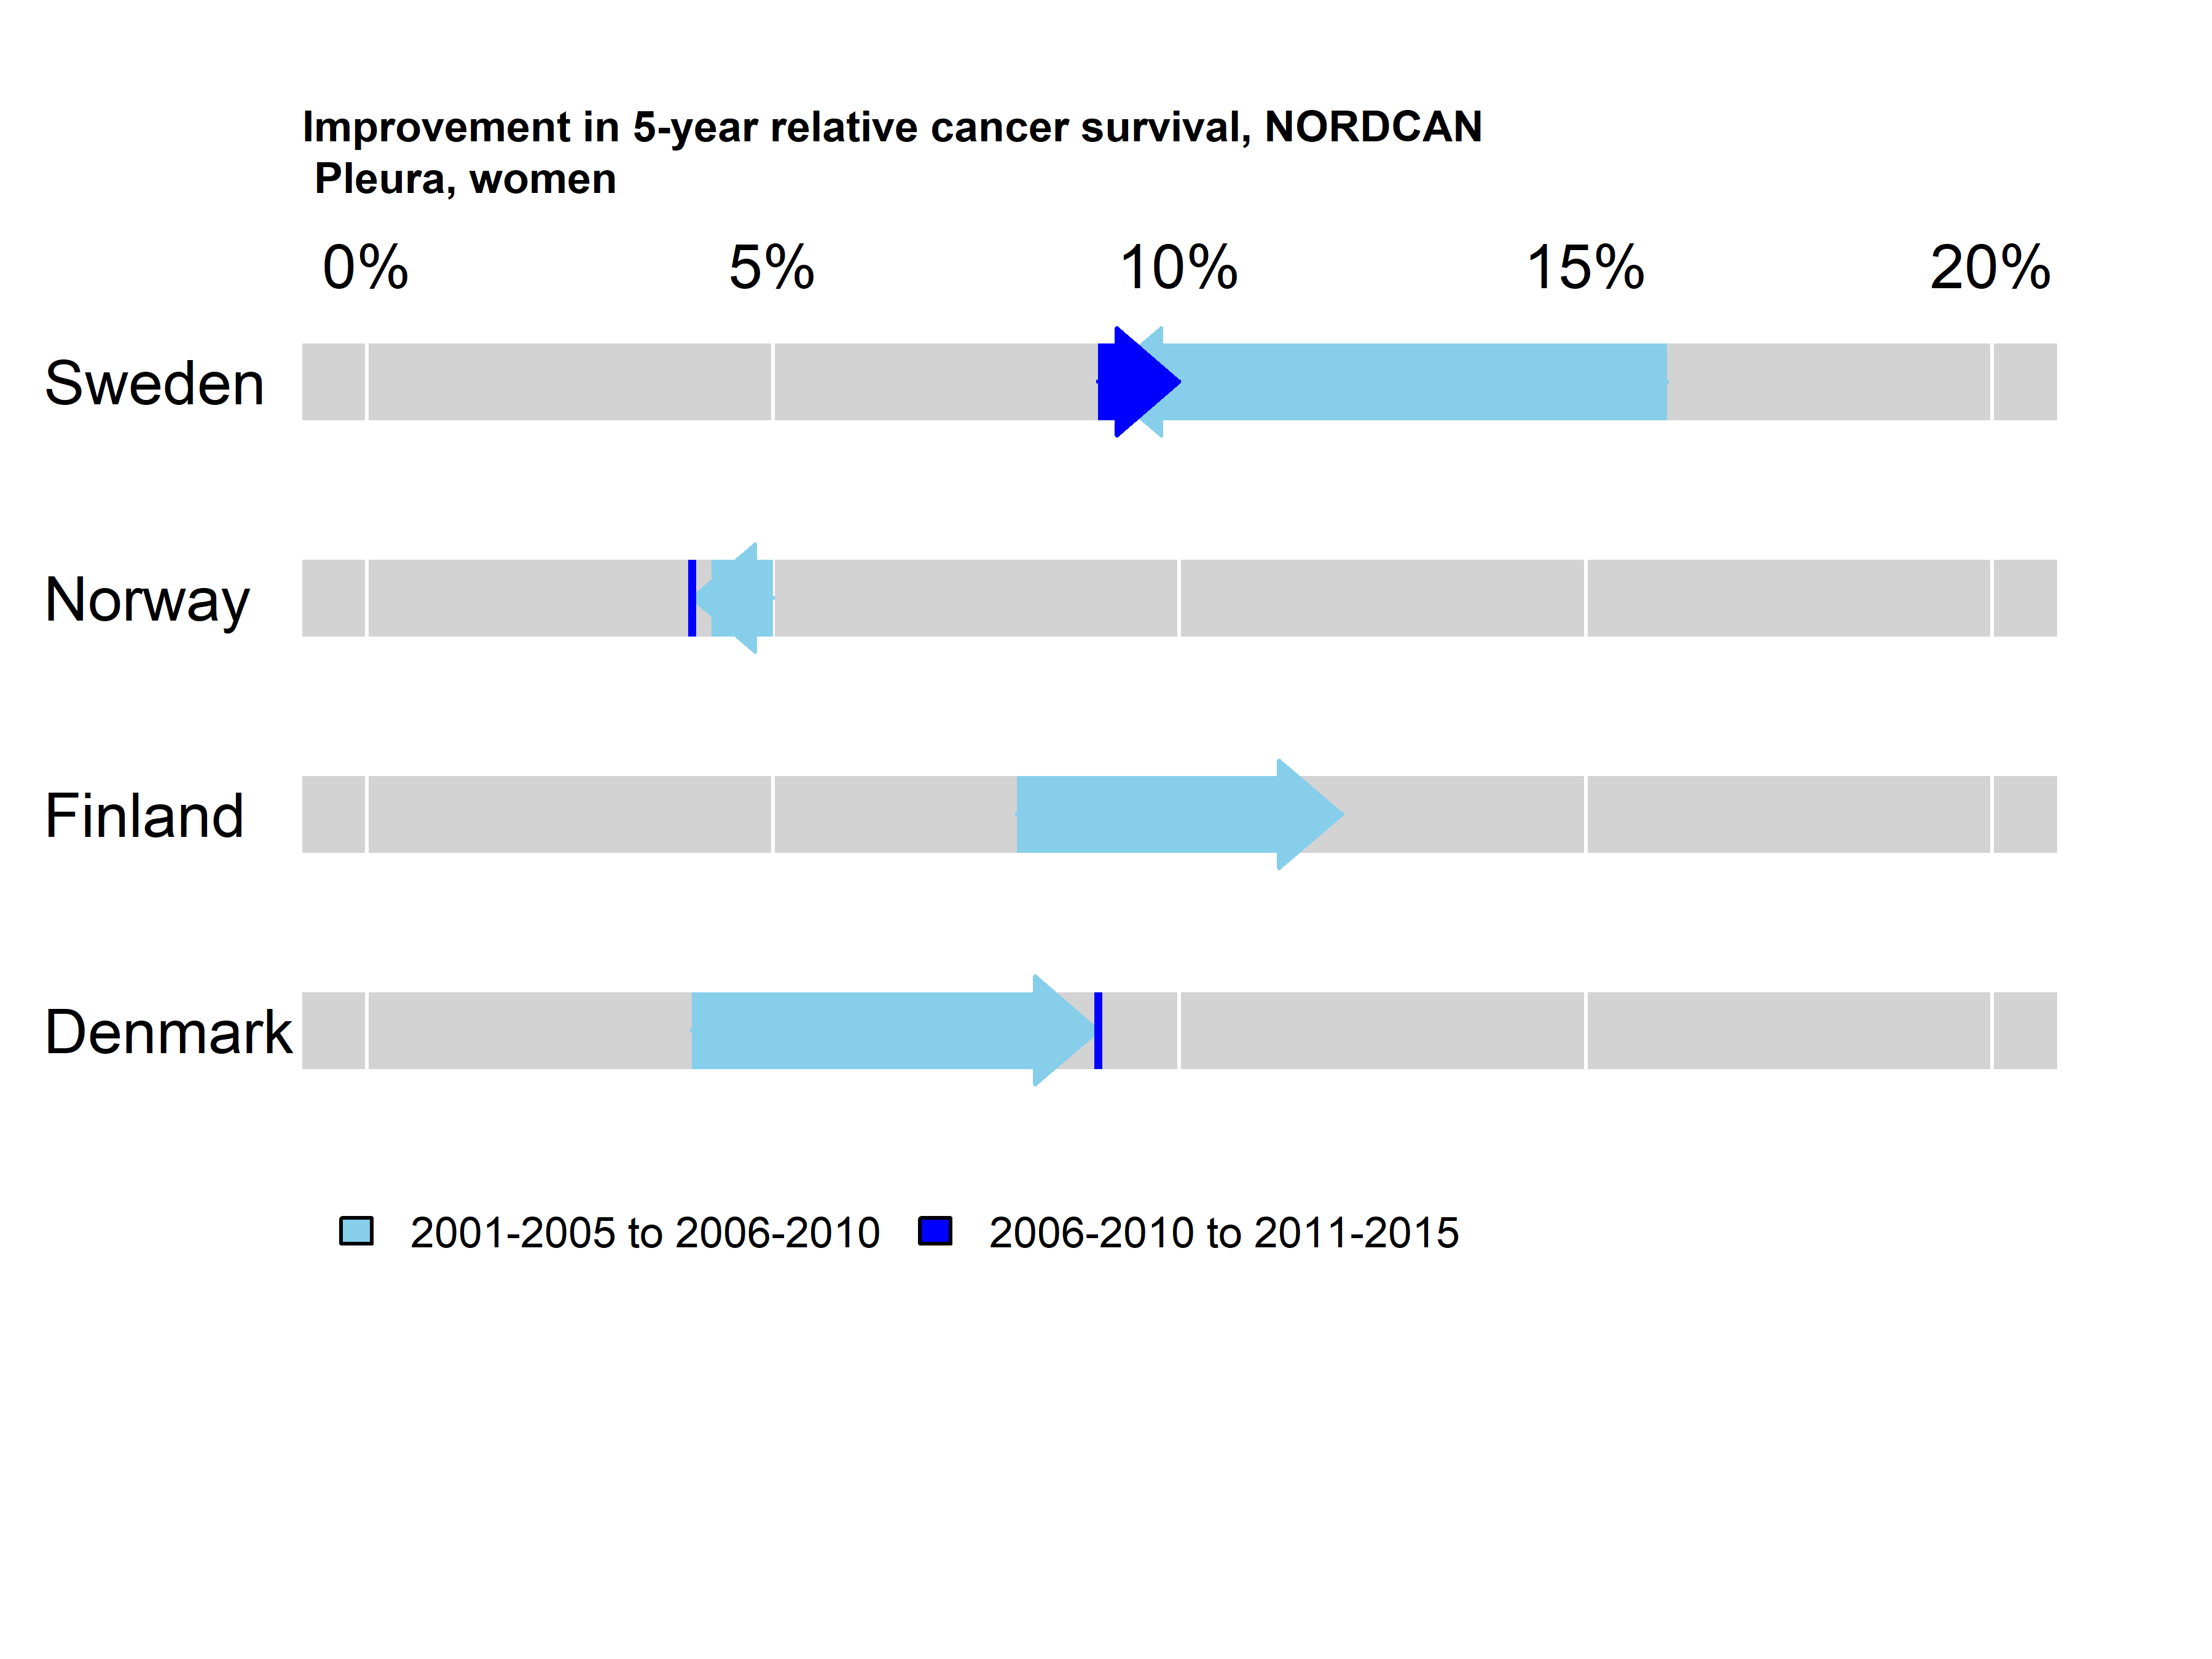 Improvement in 5-year relative cancer survival, NORDCAN
Pleura, women
0% 5% 10% 15% 20%
Sweden
Norway
Finland
Denmark
2001-2005 to 2006-2010 2006-2010 to 2011-2015